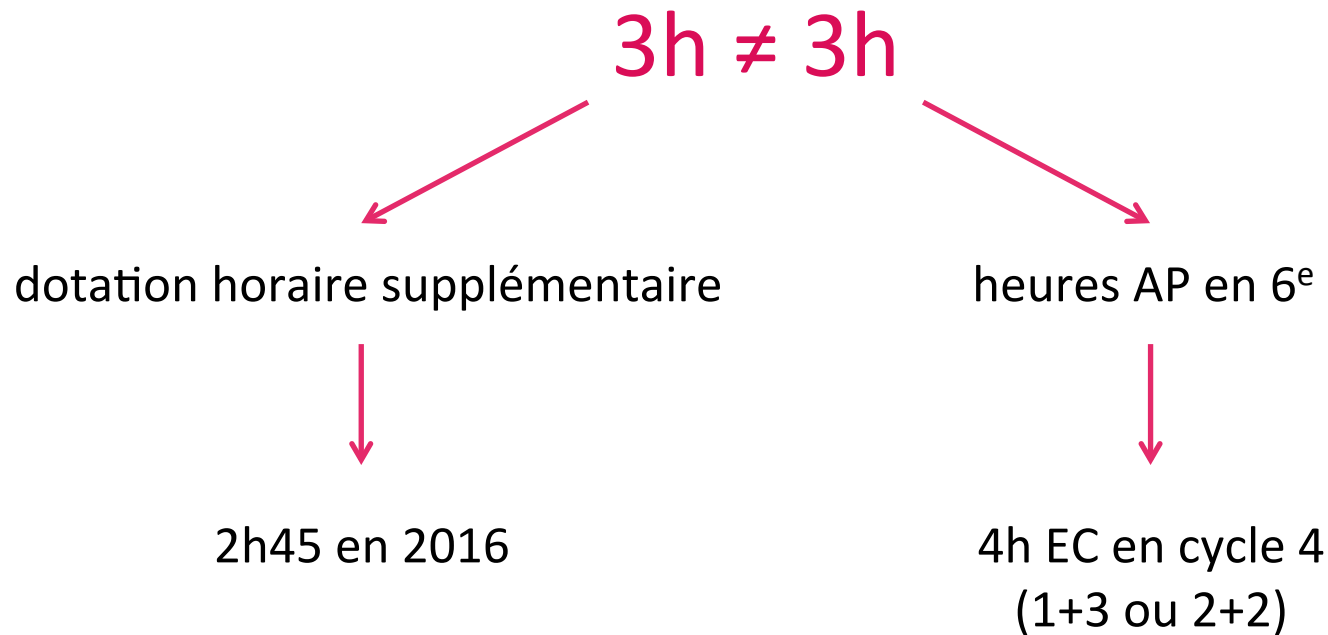 3h ≠ 3h
dotation horaire supplémentaire
heures AP en 6ᵉ
2h45 en 2016
4h EC en cycle 4
(1+3 ou 2+2)